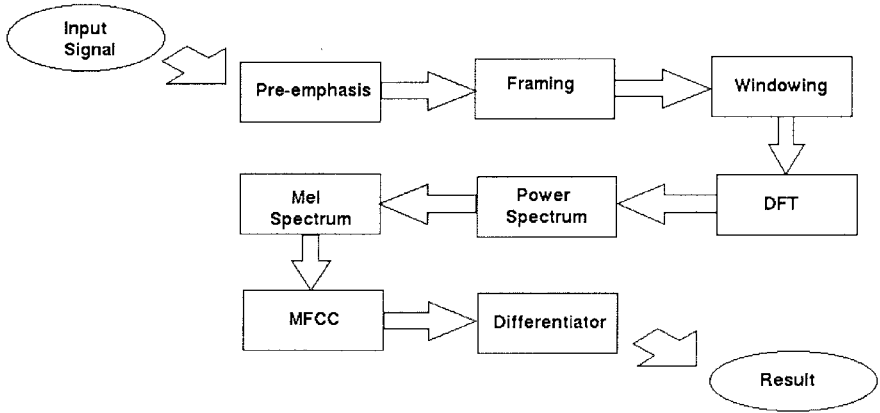 Input
Signal
Pre-emphasis
Framing
Windowing
DFT
Power
Spectrum
Mel
Spectrum
MFCC
Differentiator
Result